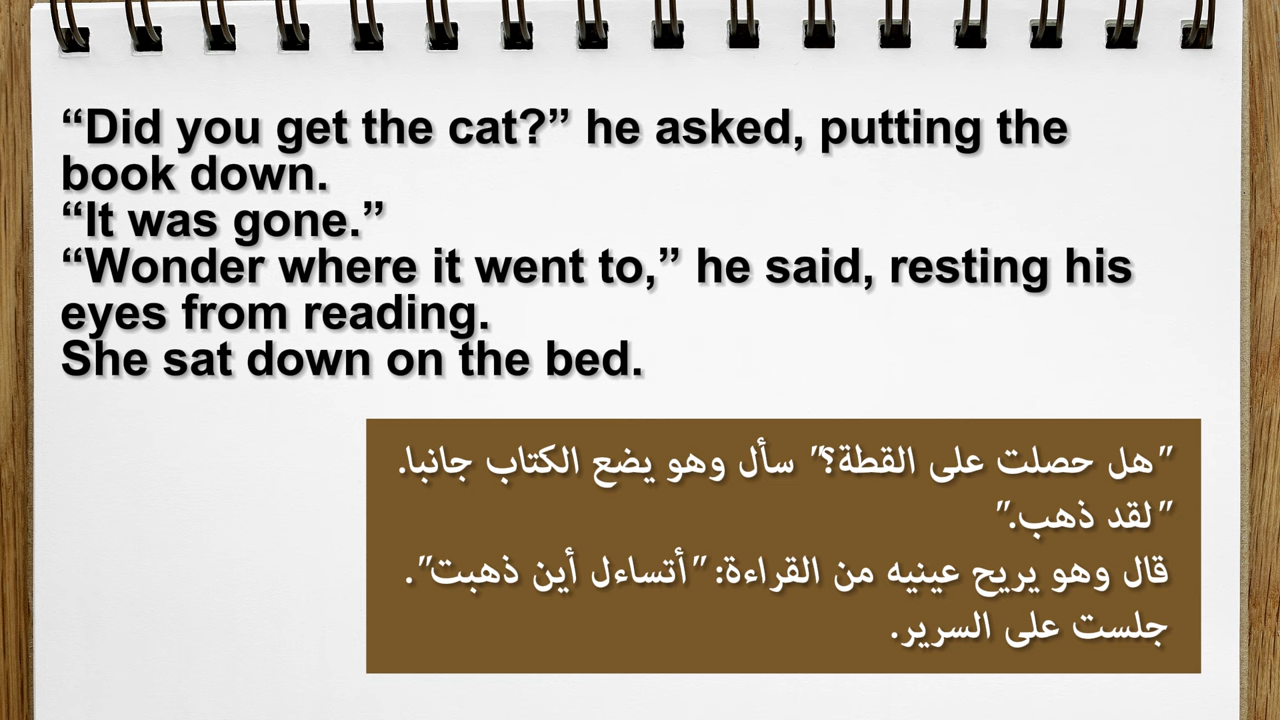 “Did you get the cat?” he asked, putting the
book down.
“It was gone.”
“Wonder where it went to,” he said, resting his
eyes from reading.
She sat down on the bed.
"هل حصلت على القطة؟" سأل وهو يضع الكتاب جانبا.
"لقد ذهب."
قال وهو يريح عينيه من القراءة: "أتساءل أين ذهبت".
جلست على السرير.